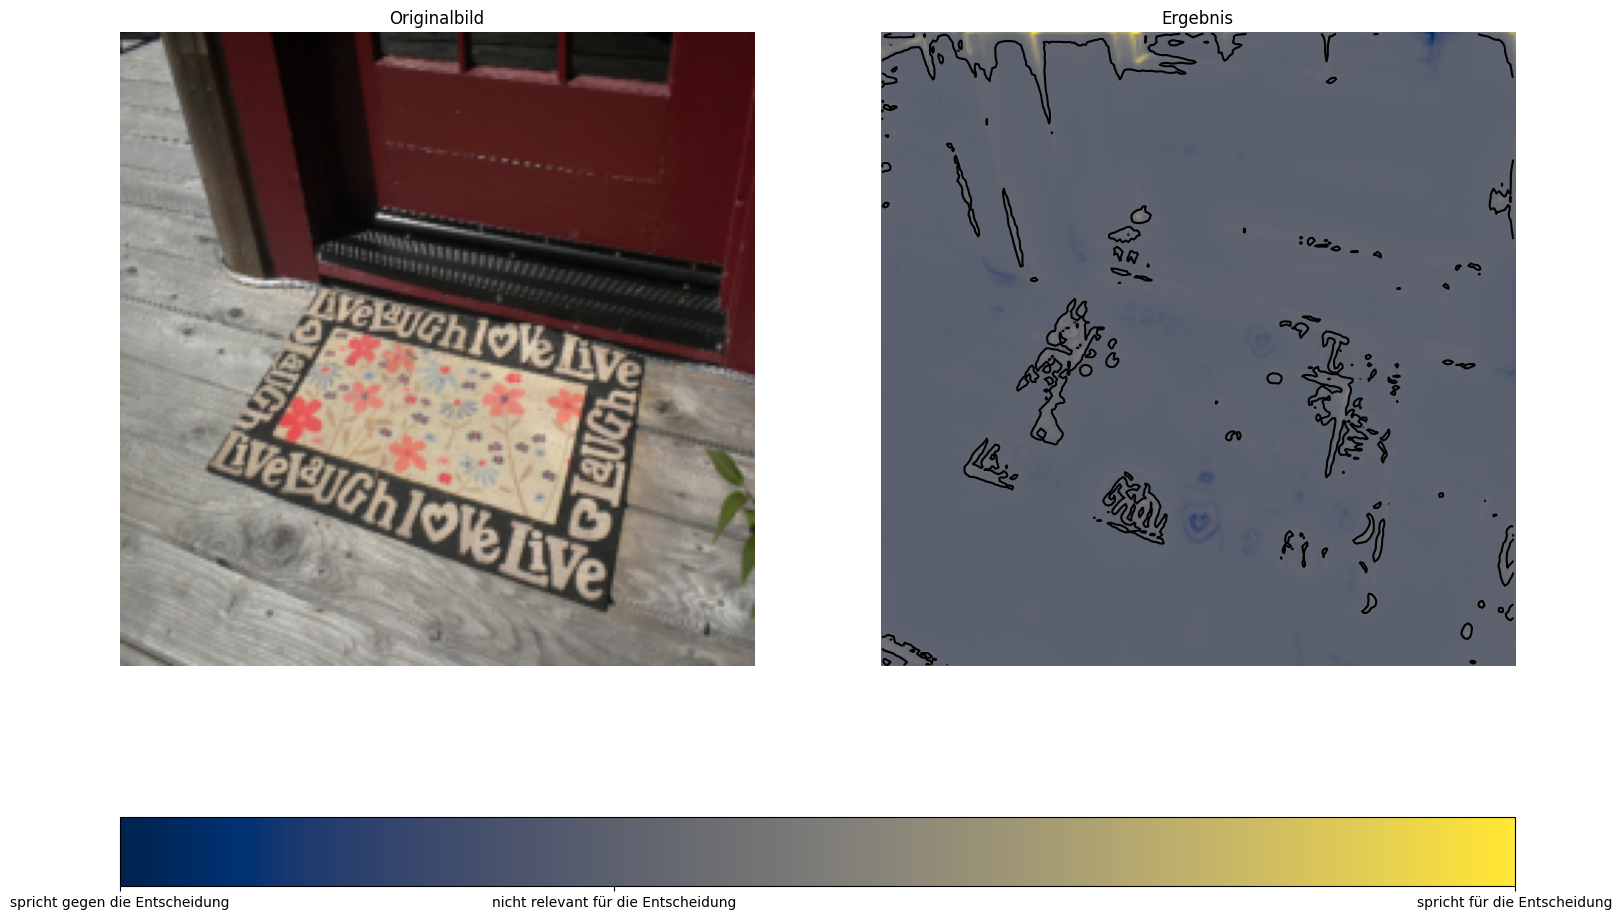 Originalbild
Ergebnis
Live Laugh love Live
Laugh
Laugh
Live Laugh love Live
spricht gegen die Entscheidung
nicht relevant für die Entscheidung
spricht für die Entscheidung